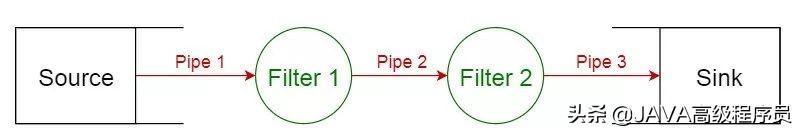 Source
Pipe 1
Filter 1
Pipe 2
Filter 2
Pipe 3
Sink
头条 @JAVA高级程序员